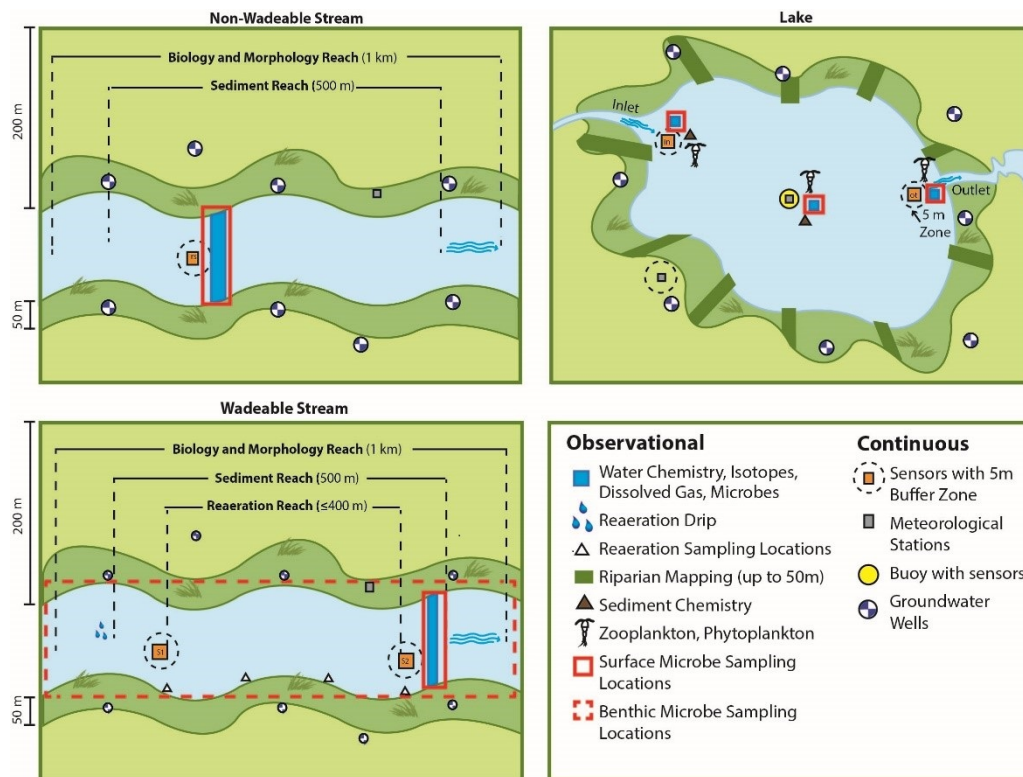 Non-Wadeable Stream
Biology and Morphology Reach (1 km)
Sediment Reach (500 m)
200 m
50 m
Lake
Inlet
in
ot
Outlet
5 m
Zone
Wadeable Stream
Biology and Morphology Reach (1 km)
Sediment Reach (500 m)
Reaeration Reach (≤400 m)
200 m
50 m
S1
S2
Observational
Water Chemistry, Isotopes,
Dissolved Gas, Microbes
Reaeration Drip
Reaeration Sampling Locations
Riparian Mapping (up to 50m)
Sediment Chemistry
Zooplankton, Phytoplankton
Surface Microbe Sampling
Locations
Benthic Microbe Sampling
Locations
Continuous
Sensors with 5m
Buffer Zone
Meteorological
Stations
Buoy with sensors
Groundwater
Wells